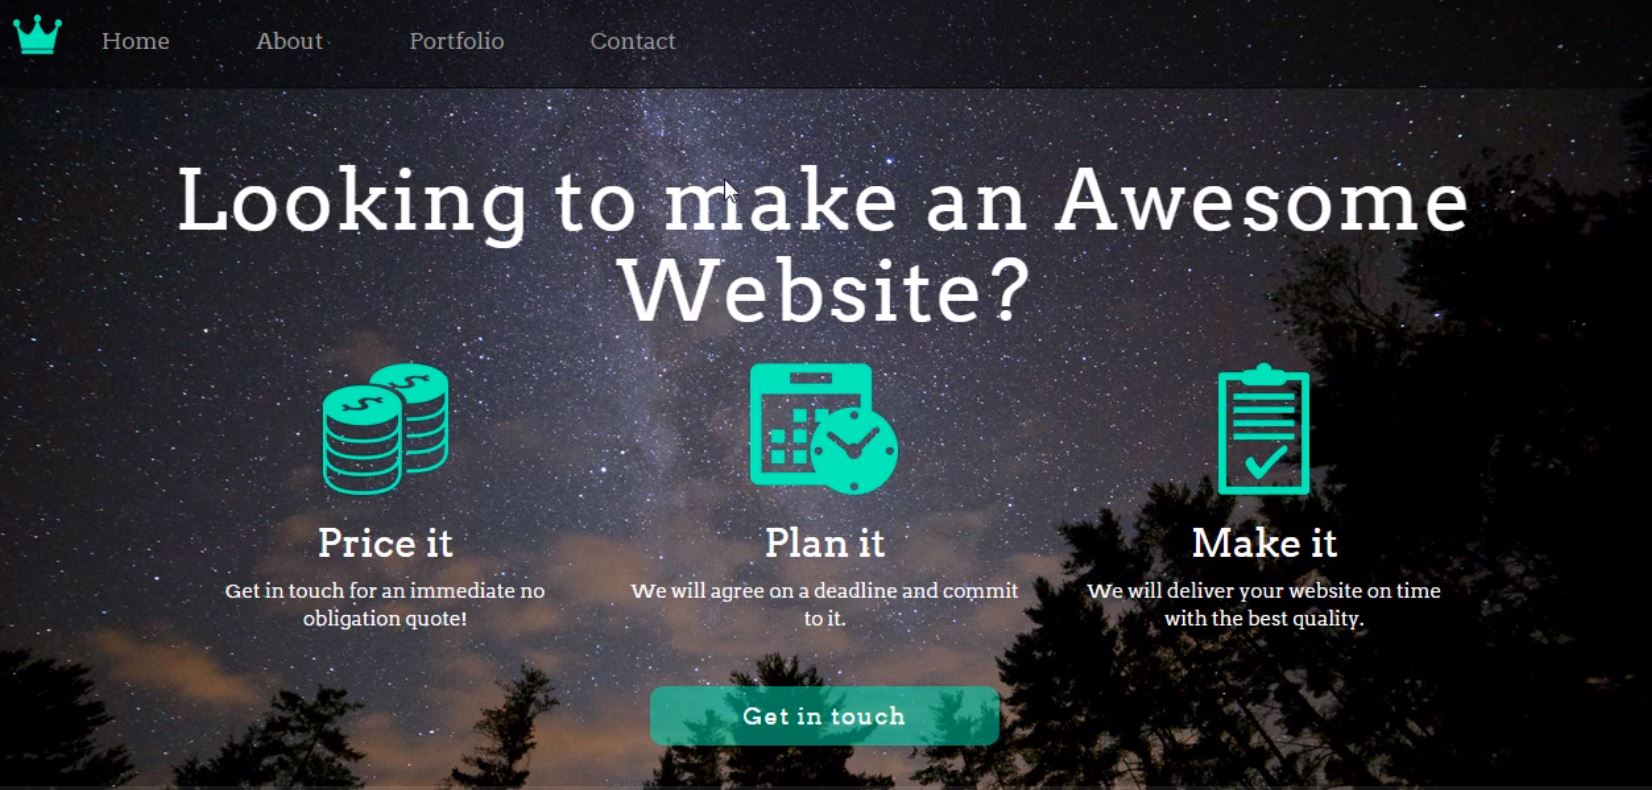 Home About Portfolio Contact
Looking to make an Awesome
Website?
Price it
Get in touch for an immediate no
obligation quote!
Plan it
We will agree on a deadline and commit
to it.
Make it
We will deliver your website on time
with the best quality.
Get in touch